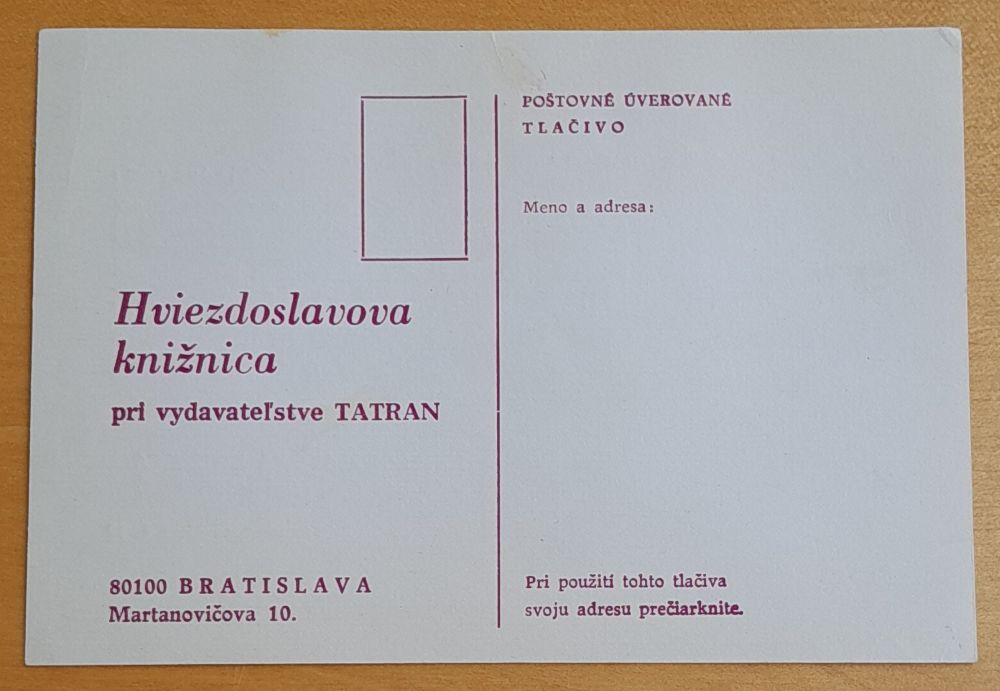 POŠTOVNÉ ÚVEROVANÉ
TLAČIVO
Meno a adresa:
Hviezdoslavova
knižnica
pri vydavateľstve TATRAN
80100 BRATISLAVA
Martanovičova 10.
Pri použití tohto tlačiva
svoju adresu prečiarknite.